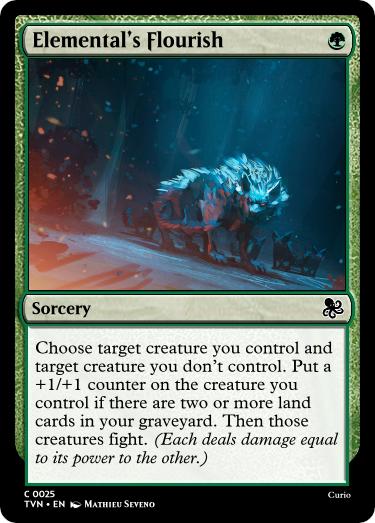 Elemental's Flourish
Sorcery
Choose target creature you control and
target creature you don't control. Put a
+1/+1 counter on the creature you
control if there are two or more land
cards in your graveyard. Then those
creatures fight. (Each deals damage equal
to its power to the other.)
C 0025
TVN • EN Mathieu Seveno
Curio